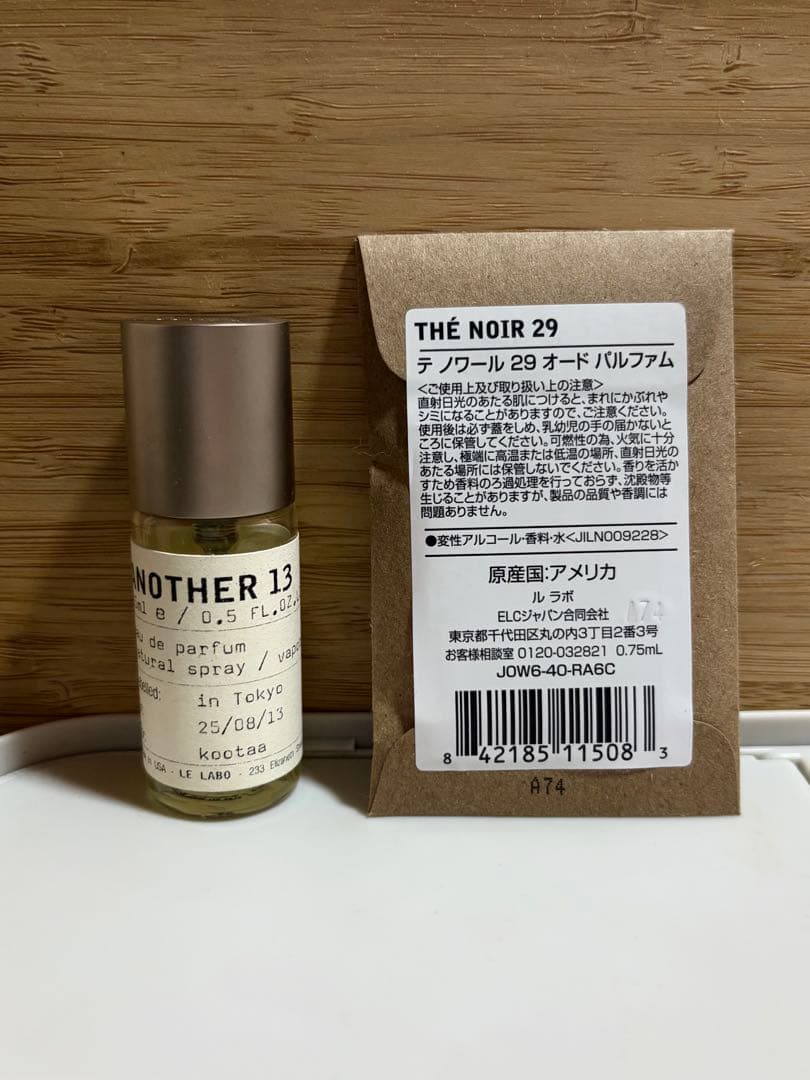 ANOTHER 13
ml e / 0.5 FL.OZ.
eau de parfum
natural spray /
in Tokyo
25/08/13
kootaa
USA - LE LABO - 233 Elizabeth
THÉ NOIR 29
テ ノワール 29 オード パルファム
<ご使用上及び取り扱い上の注意>
直射日光のあたる肌につけると、まれにかぶれや
シミになることがありますので、ご注意ください。
使用後は必ず蓋をしめ、乳幼児の手の届かないと
ころに保管してください。可燃性の為、火気に十分
注意し、極端に高温または低温の場所、直射日光の
あたる場所には保管しないでください。香りを活か
すため香料のろ過処理を行っておらず、沈殿物等
生じることがありますが、製品の品質や香調には
問題ありません。
●変性アルコール・香料・水<JILN009228>
原産国:アメリカ
ル ラボ
ELCジャパン合同会社 A74
東京都千代田区丸の内3丁目2番3号
お客様相談室 0120-032821 0.75mL
J0W6-40-RA6C
8 42185 11508 3
A74